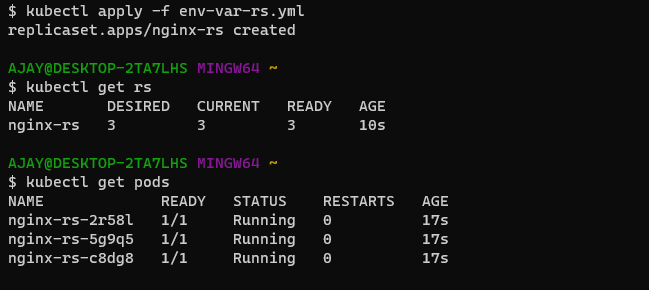 $ kubectl apply -f env-var-rs.yml
replicaset.apps/nginx-rs created
AJAY@DESKTOP-2TA7LHS MINGW64 ~
$ kubectl get rs
NAME       DESIRED   CURRENT   READY   AGE
nginx-rs   3         3         3       10s
AJAY@DESKTOP-2TA7LHS MINGW64 ~
$ kubectl get pods
NAME             READY   STATUS    RESTARTS   AGE
nginx-rs-2r58l   1/1     Running   0          17s
nginx-rs-5g9q5   1/1     Running   0          17s
nginx-rs-c8dg8   1/1     Running   0          17s